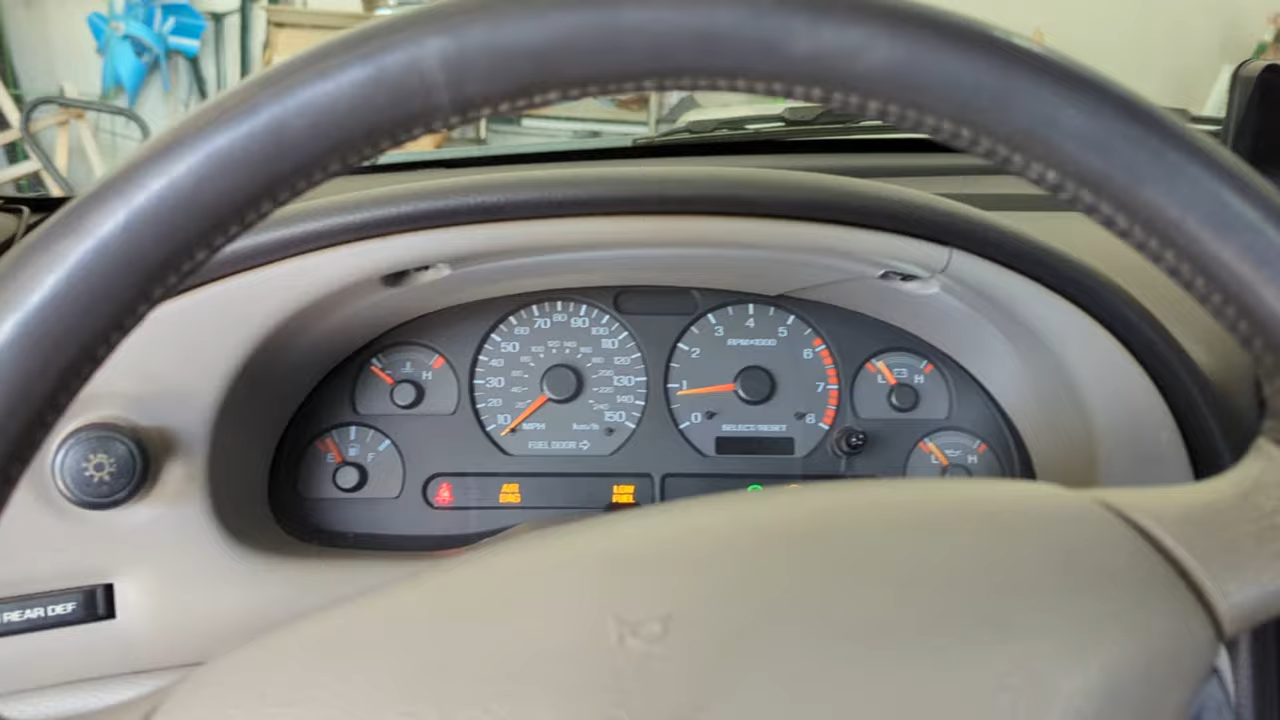 10 20 30 40 50 60 70 80 90 100 110 120 130 140 150
MPH km/h
FUEL DOOR
0 1 2 3 4 5 6 7 8
RPM×1000
SELECT/RESET
H
E F
L H
L H
AIR BAG
LOW FUEL
REAR DEF